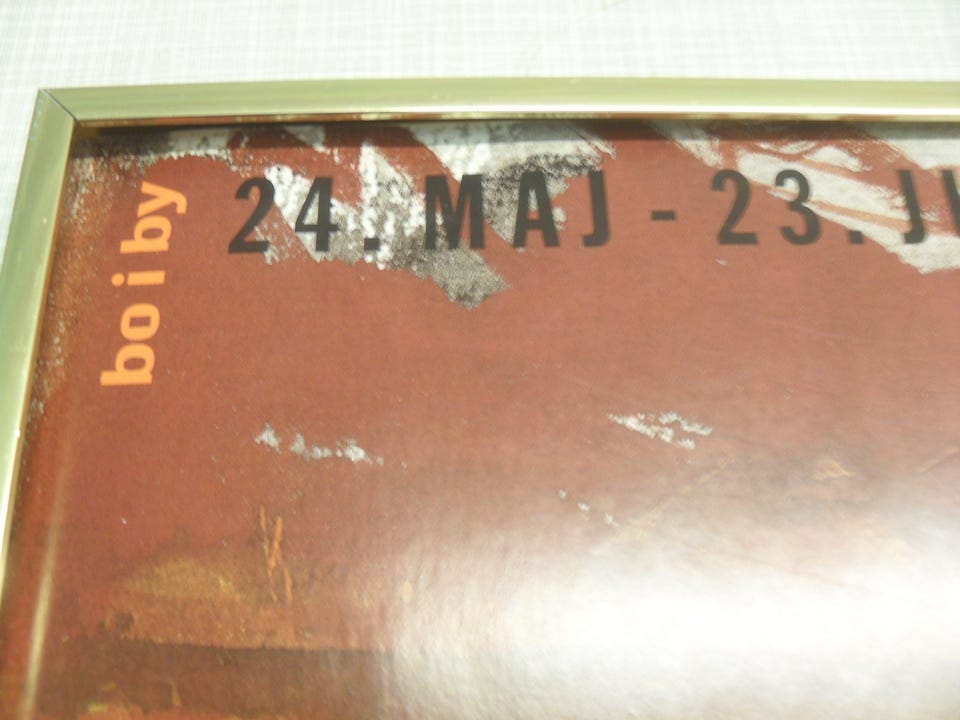 bo i by
24. MAJ - 23.